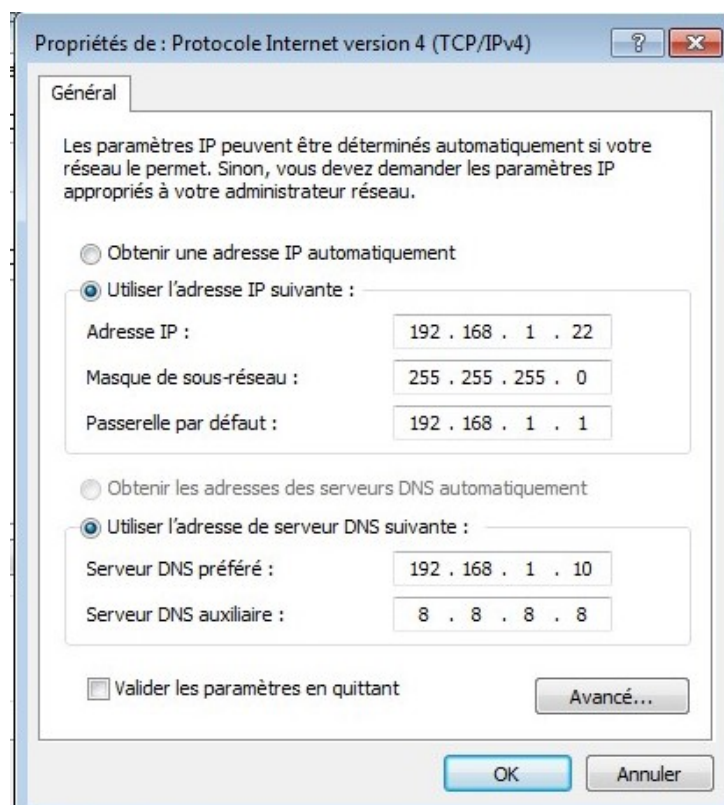 Propriétés de : Protocole Internet version 4 (TCP/IPv4)
Général
Les paramètres IP peuvent être déterminés automatiquement si votre
réseau le permet. Sinon, vous devez demander les paramètres IP
appropriés à votre administrateur réseau.
Obtenir une adresse IP automatiquement
Utiliser l'adresse IP suivante :
Adresse IP : 192 . 168 . 1 . 22
Masque de sous-réseau : 255 . 255 . 255 . 0
Passerelle par défaut : 192 . 168 . 1 . 1
Obtenir les adresses des serveurs DNS automatiquement
Utiliser l'adresse de serveur DNS suivante :
Serveur DNS préféré : 192 . 168 . 1 . 10
Serveur DNS auxiliaire : 8 . 8 . 8 . 8
Valider les paramètres en quittant
Avancé...
OK Annuler